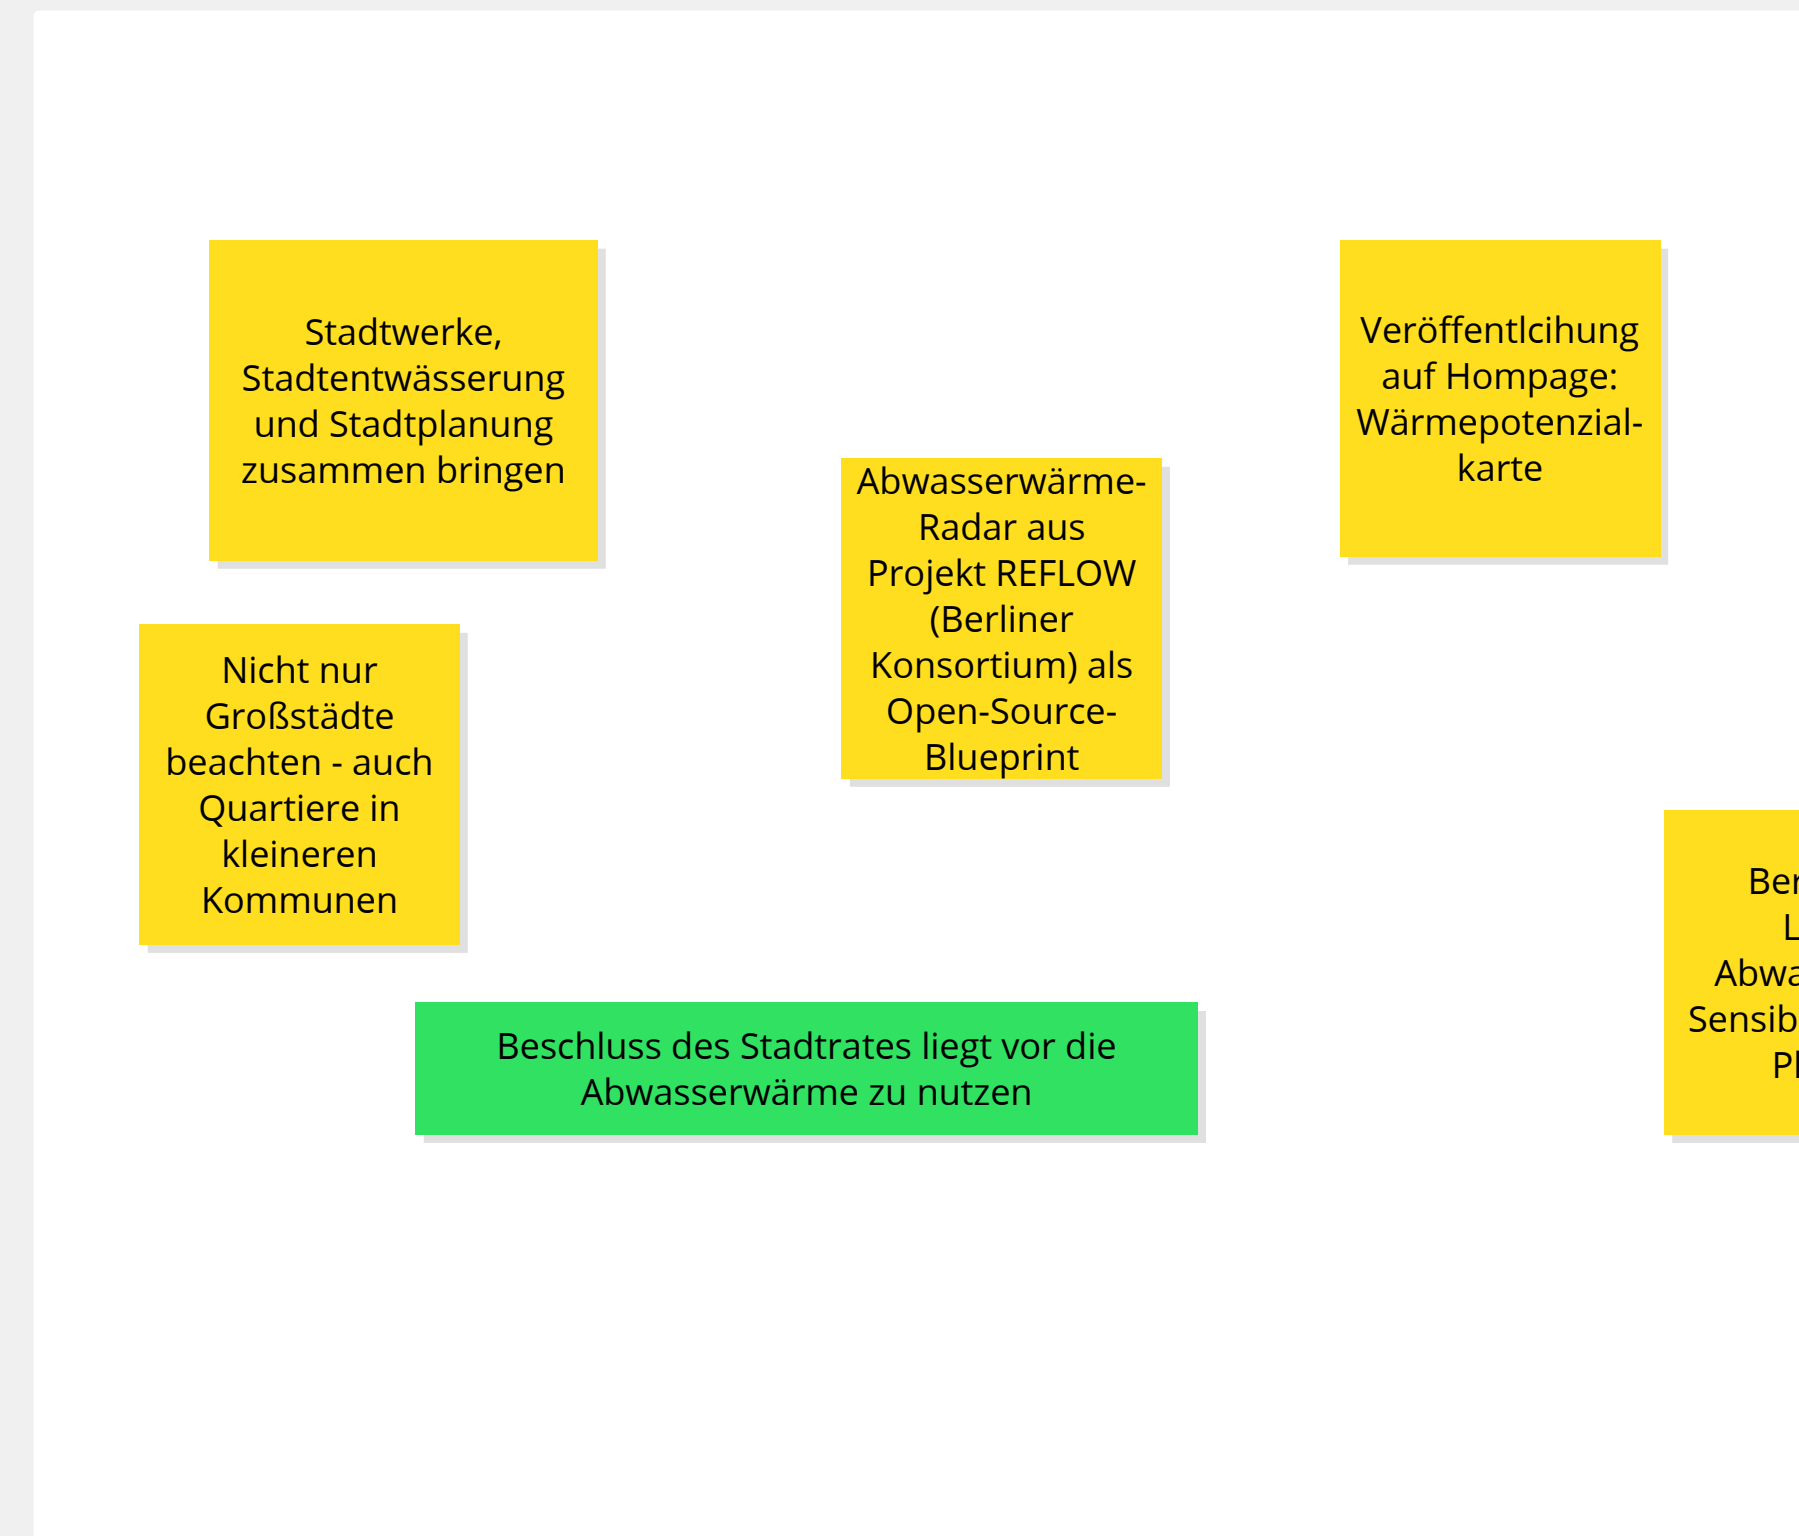 Stadtwerke,
Stadtentwässerung
und Stadtplanung
zusammen bringen
Veröffentlcihung
auf Hompage:
Wärmepotenzial-
karte
Abwasserwärme-
Radar aus
Projekt REFLOW
(Berliner
Konsortium) als
Open-Source-
Blueprint
Nicht nur
Großstädte
beachten - auch
Quartiere in
kleineren
Kommunen
Beschluss des Stadtrates liegt vor die
Abwasserwärme zu nutzen